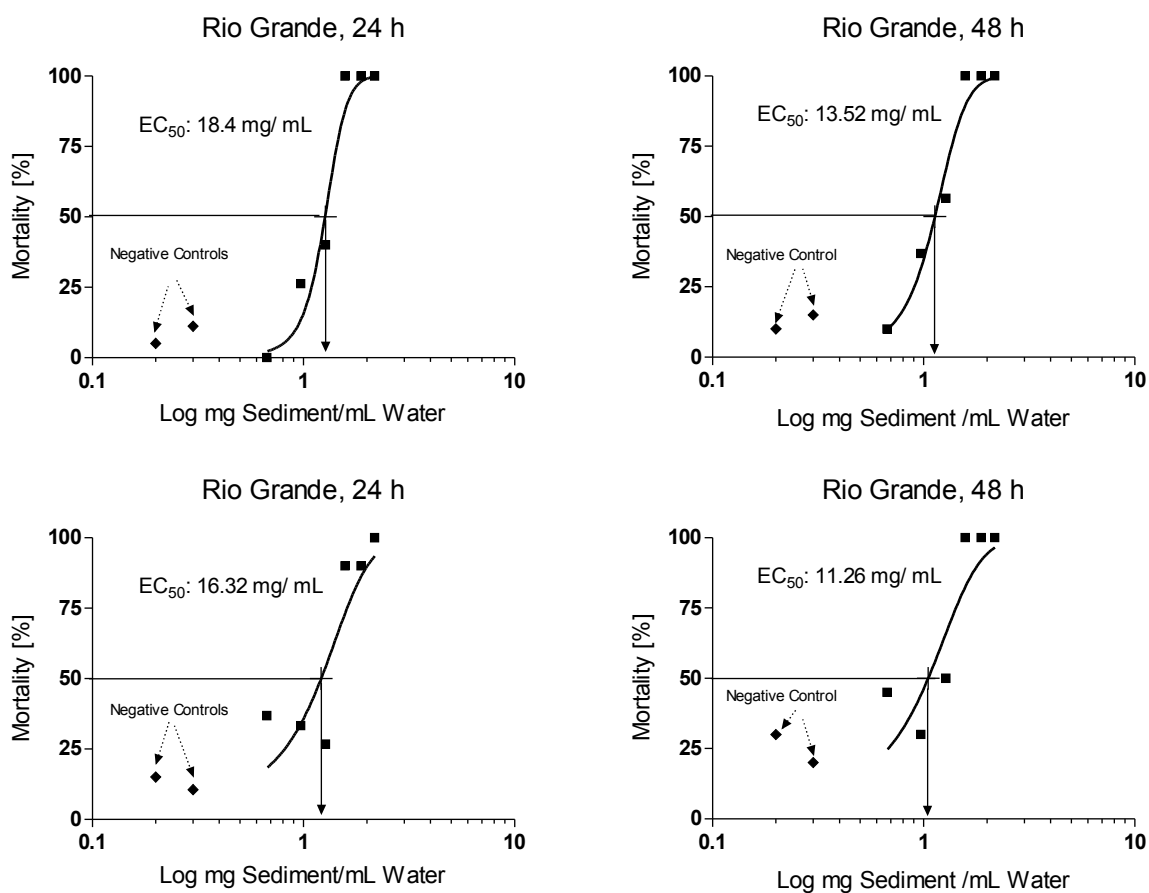 Rio Grande, 24 h
100
75
50
25
0
Mortality [%]
EC50: 18.4 mg/ mL
Negative Controls
0.1
1
10
Log mg Sediment/mL Water
Rio Grande, 48 h
100
75
50
25
0
Mortality [%]
EC50: 13.52 mg/ mL
Negative Control
0.1
1
10
Log mg Sediment /mL Water
Rio Grande, 24 h
100
75
50
25
0
Mortality [%]
EC50: 16.32 mg/ mL
Negative Controls
0.1
1
10
Log mg Sediment/mL Water
Rio Grande, 48 h
100
75
50
25
0
Mortality [%]
EC50: 11.26 mg/ mL
Negative Control
0.1
1
10
Log mg Sediment /mL Water